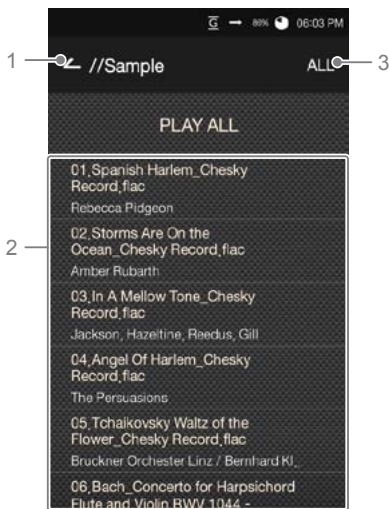 G 86% 06:03 PM
1 //Sample ALL 3
PLAY ALL
01,Spanish Harlem_Chesky
Record,flac
Rebecca Pidgeon
2
02,Storms Are On the
Ocean_Chesky Record,flac
Amber Rubarth
03,In A Mellow Tone_Chesky
Record,flac
Jackson, Hazeltine, Reedus, Gill
04,Angel Of Harlem_Chesky
Record,flac
The Persuasions
05,Tchaikovsky Waltz of the
Flower_Chesky Record,flac
Bruckner Orchester Linz / Bernhard Kl_
06,Bach_Concerto for Harpsichord
Flute and Violin BWV 1044 -